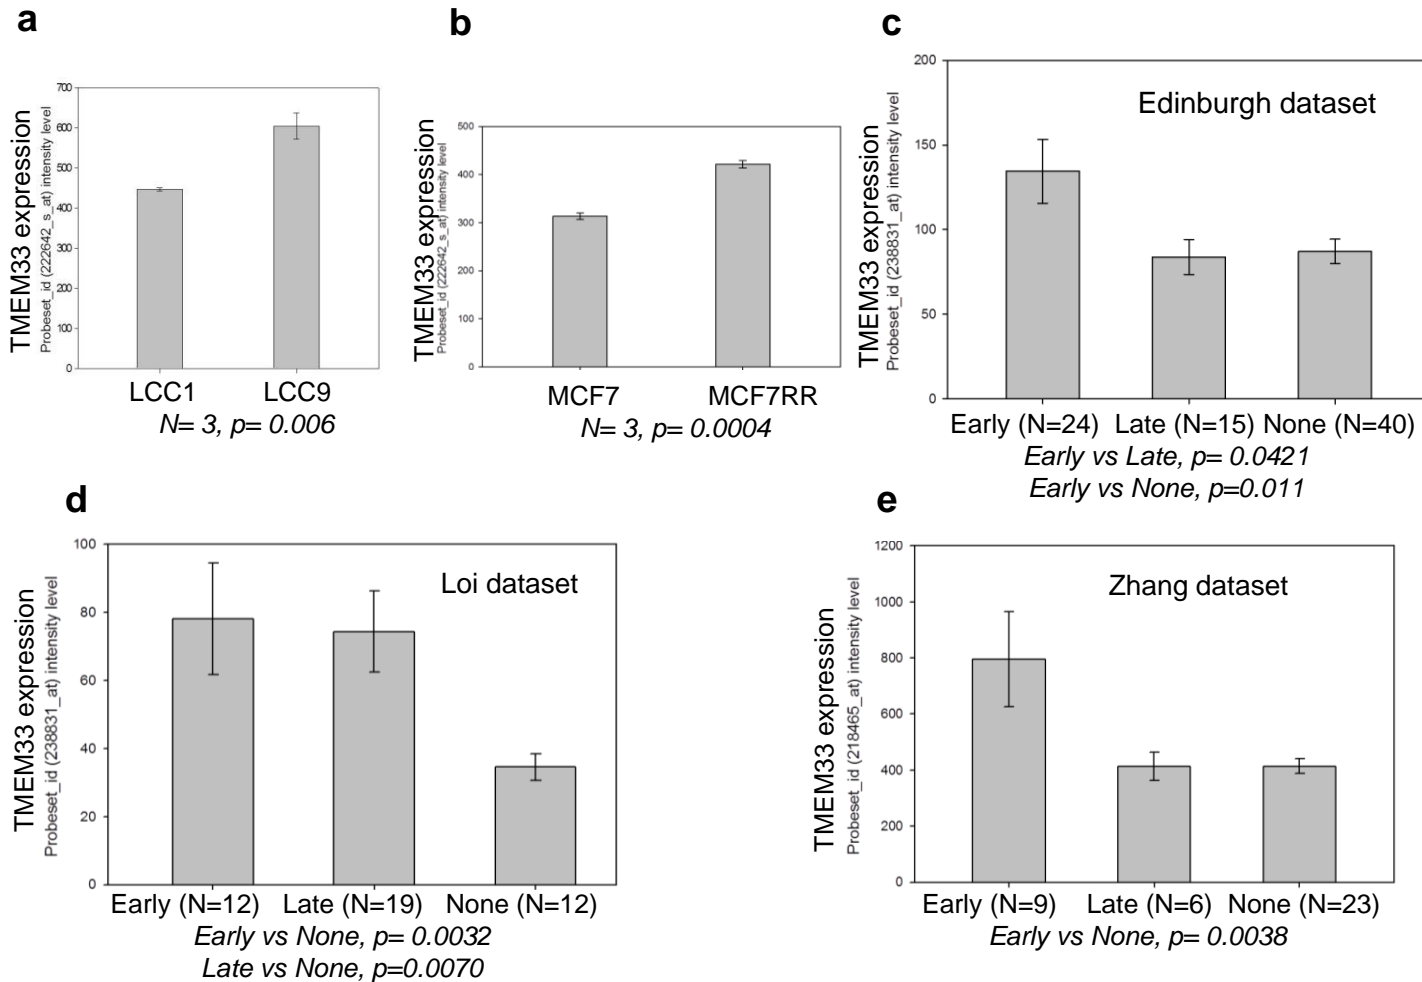 a
TMEM33 expression
Probeset_id (222642_s_at) intensity level
700
600
500
400
300
200
100
0
LCC1 LCC9
N= 3, p= 0.006
b
TMEM33 expression
Probeset_id (222642_s_at) intensity level
500
400
300
200
100
0
MCF7 MCF7RR
N= 3, p= 0.0004
c
TMEM33 expression
Probeset_id (238831_at) intensity level
200
150
100
50
0
Edinburgh dataset
Early (N=24) Late (N=15) None (N=40)
Early vs Late, p= 0.0421
Early vs None, p=0.011
d
TMEM33 expression
Probeset_id (238831_at) intensity level
100
80
60
40
20
0
Loi dataset
Early (N=12) Late (N=19) None (N=12)
Early vs None, p= 0.0032
Late vs None, p=0.0070
e
TMEM33 expression
Probeset_id (218465_at) intensity level
1200
1000
800
600
400
200
0
Zhang dataset
Early (N=9) Late (N=6) None (N=23)
Early vs None, p= 0.0038